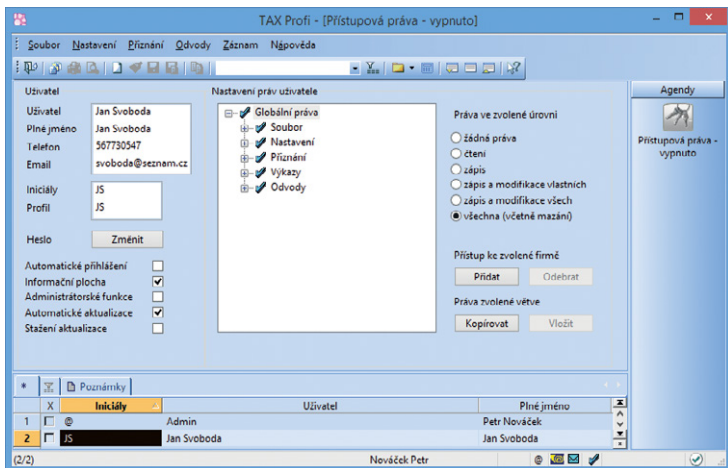 TAX Profi - [Přístupová práva - vypnuto]
Soubor Nastavení Přiznání Odvody Záznam Nápověda
Uživatel
Uživatel Jan Svoboda
Plné jméno Jan Svoboda
Telefon 567730547
Email svoboda@seznam.cz
Iniciály JS
Profil JS
Heslo Změnit
Automatické přihlášení
Informační plocha
Administrátorské funkce
Automatické aktualizace
Stažení aktualizace
Nastavení práv uživatele
Globální práva
Soubor
Nastavení
Přiznání
Výkazy
Odvody
Práva ve zvolené úrovni
žádná práva
čtení
zápis
zápis a modifikace vlastních
zápis a modifikace všech
všechna (včetně mazání)
Přístup ke zvolené firmě
Přidat Odebrat
Práva zvolené větve
Kopírovat Vložit
Agendy
Přístupová práva -
vypnuto
* Poznámky
X Iniciály Uživatel Plné jméno
1 @ Admin Petr Nováček
2 JS Jan Svoboda Jan Svoboda
(2/2) Nováček Petr @